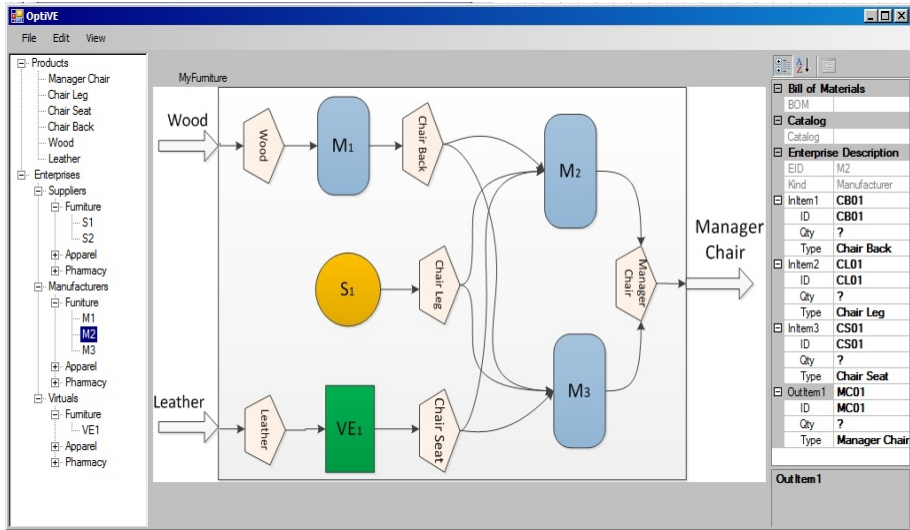 OptiVE
File Edit View
Products
Manager Chair
Chair Leg
Chair Seat
Chair Back
Wood
Leather
Enterprises
Suppliers
Furniture
S1
S2
Apparel
Pharmacy
Manufacturers
Funiture
M1
M2
M3
Apparel
Pharmacy
Virtuals
Furniture
VE1
Apparel
Pharmacy
MyFurniture
Wood
Wood
M1
Chair Back
M2
S1
Chair Leg
Manager
Chair
Manager
Chair
Leather
Leather
VE1
Chair Seat
M3
Bill of Materials
BOM
Catalog
Catalog
Enterprise Description
EID M2
Kind Manufacturer
InItem1 CB01
ID CB01
Qty ?
Type Chair Back
InItem2 CL01
ID CL01
Qty ?
Type Chair Leg
InItem3 CS01
ID CS01
Qty ?
Type Chair Seat
OutItem1 MC01
ID MC01
Qty ?
Type Manager Chair
OutItem1